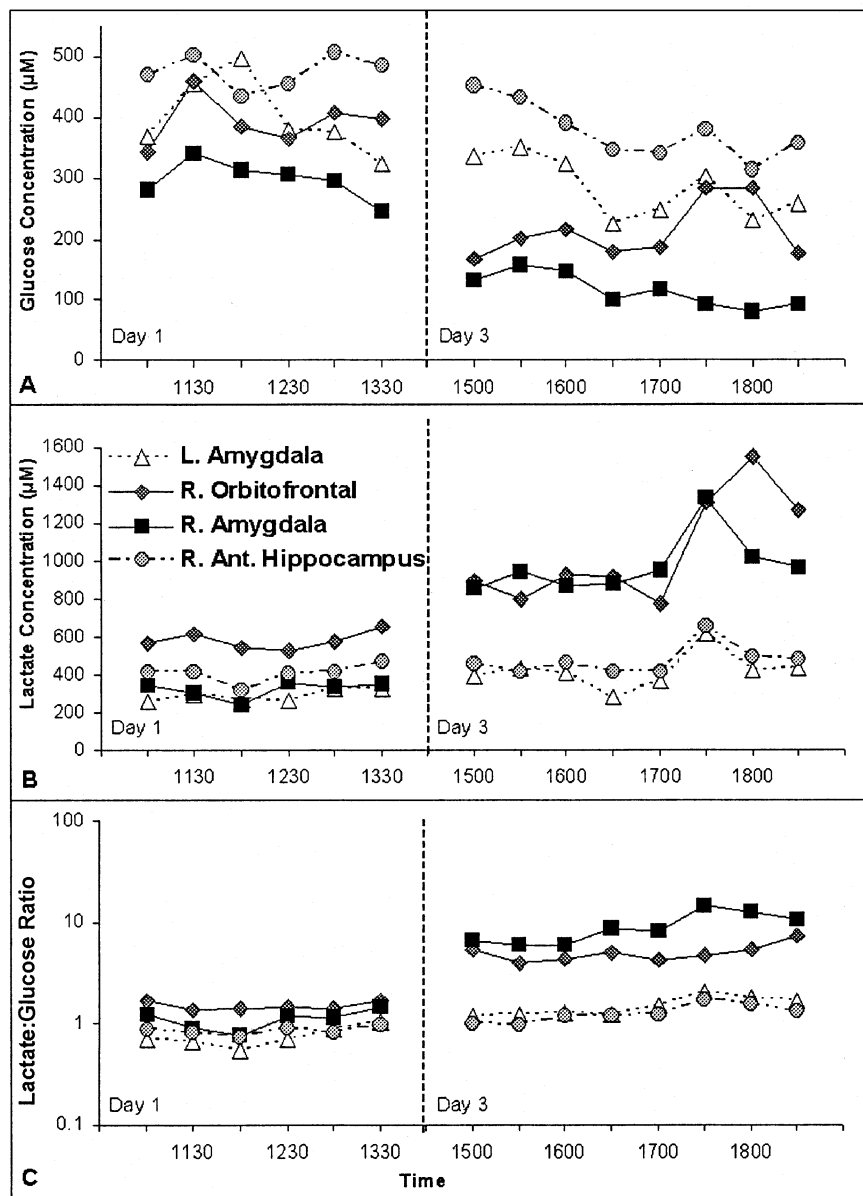 Glucose Concentration (µM)
500
400
300
200
100
0
Day 1
Day 3
A
1130 1230 1330 1500 1600 1700 1800
Lactate Concentration (µM)
1600
1400
1200
1000
800
600
400
200
0
L. Amygdala
R. Orbitofrontal
R. Amygdala
R. Ant. Hippocampus
Day 1
Day 3
B
1130 1230 1330 1500 1600 1700 1800
Lactate:Glucose Ratio
100
10
1
0.1
Day 1
Day 3
C
1130 1230 1330 1500 1600 1700 1800
Time